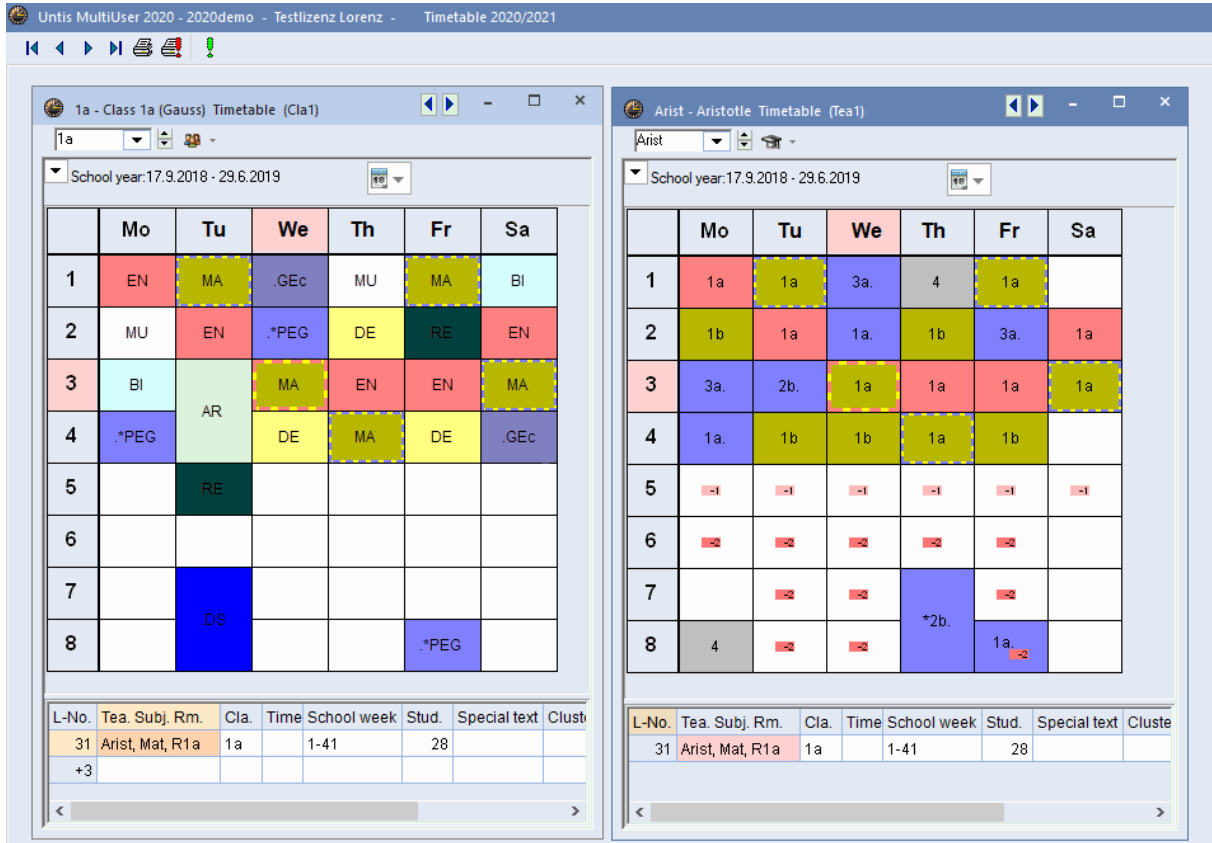 Untis MultiUser 2020 - 2020demo - Testlizenz Lorenz - Timetable 2020/2021
1a - Class 1a (Gauss) Timetable (Cla1)
1a
School year:17.9.2018 - 29.6.2019
Mo Tu We Th Fr Sa
1 EN MA .GEc MU MA BI
2 MU EN .*PEG DE RE EN
3 BI AR MA EN EN MA
4 .*PEG DE MA DE .GEc
5 RE
6
7 .DS
8 .*PEG
L-No. Tea. Subj. Rm. Cla. Time School week Stud. Special text Cluste
31 Arist, Mat, R1a 1a 1-41 28
+3
Arist - Aristotle Timetable (Tea1)
Arist
School year:17.9.2018 - 29.6.2019
Mo Tu We Th Fr Sa
1 1a 1a 3a. 4 1a
2 1b 1a 1a. 1b 3a. 1a
3 3a. 2b. 1a 1a 1a 1a
4 1a. 1b 1b 1a 1b
5 -1 -1 -1 -1 -1 -1
6 -2 -2 -2 -2 -2
7 -2 -2 *2b. -2
8 4 -2 -2 1a. -2
L-No. Tea. Subj. Rm. Cla. Time School week Stud. Special text Cluste
31 Arist, Mat, R1a 1a 1-41 28